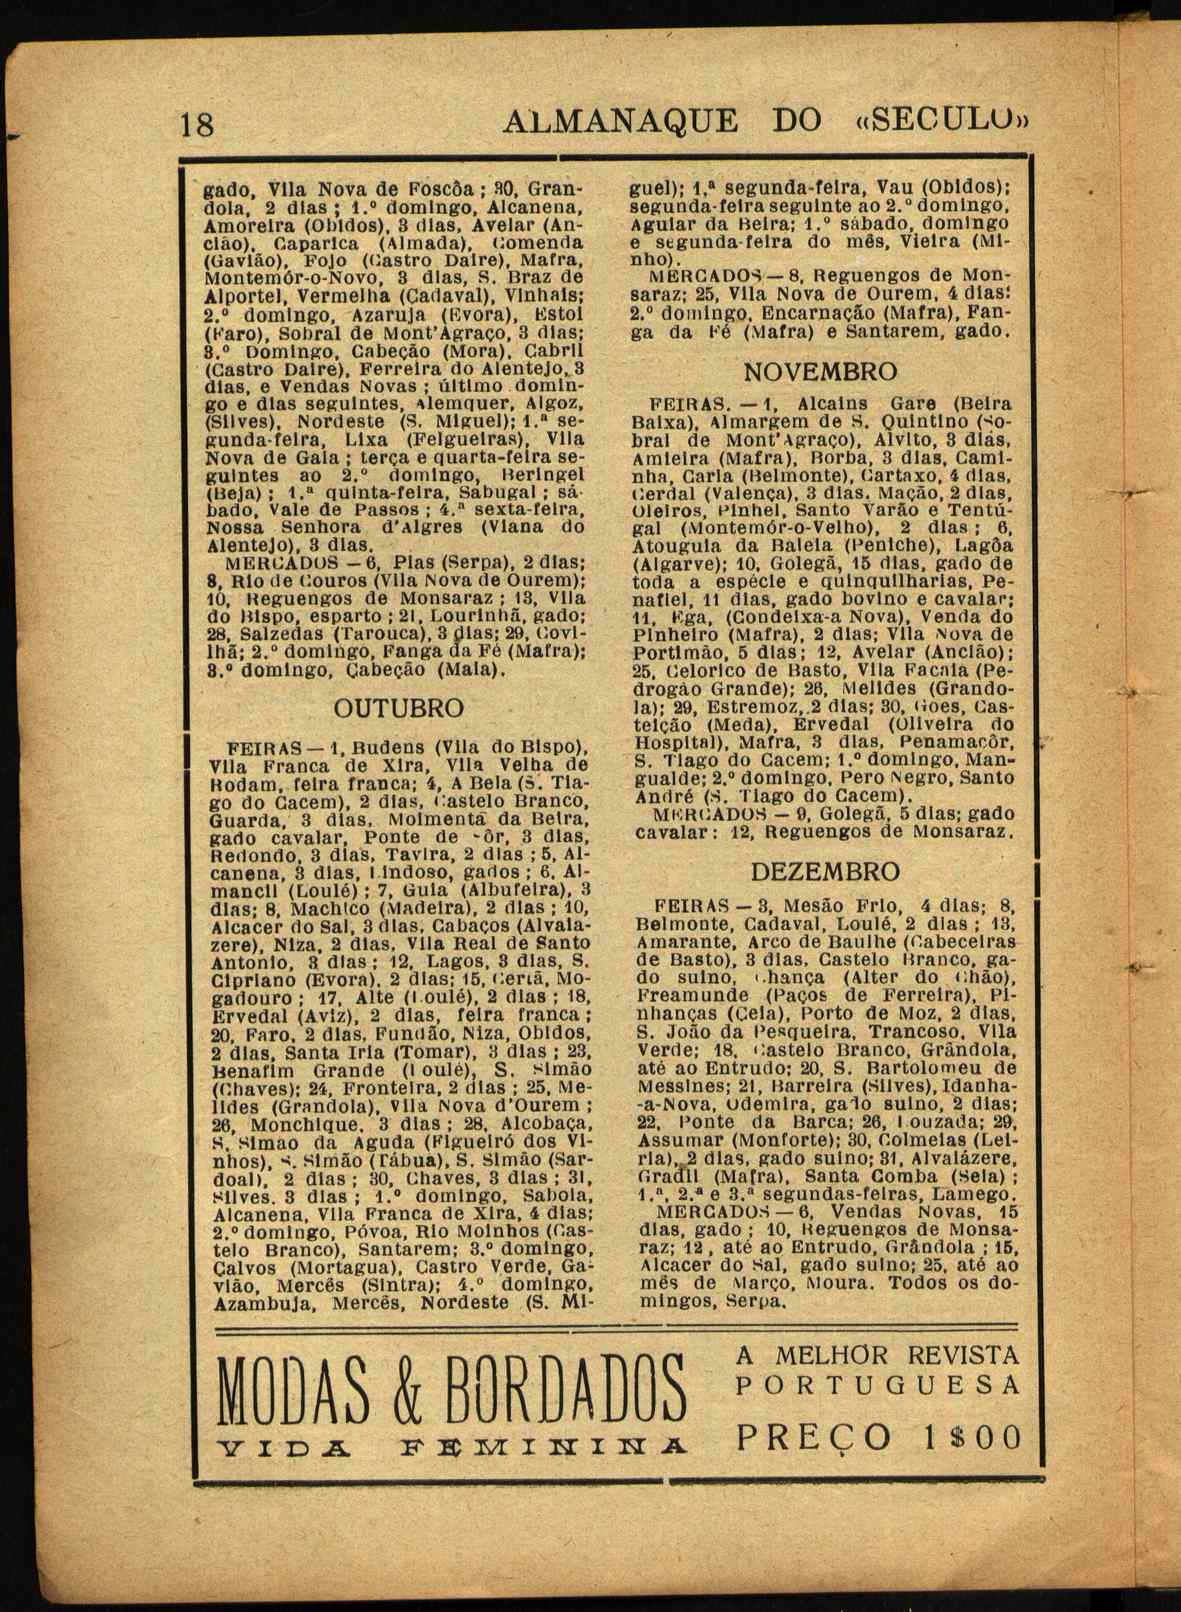 18
ALMANAQUE DO «SECULO»
gado, Vila Nova de Foscôa ; 30, Gran-
dola, 2 dias ; 1.º domingo, Alcanena,
Amoreira (Obidos), 3 dias, Avelar (An-
cião), Caparica (Almada), Comenda
(Gavião), Fojo (Castro Daire), Mafra,
Montemór-o-Novo, 3 dias, S. Braz de
Alportel, Vermelha (Cadaval), Vinhais;
2.º domingo, Azaruja (Evora), Estoi
(Faro), Sobral de Mont'Agraço, 3 dias;
3.º Domingo, Cabeção (Mora), Cabril
(Castro Daire), Ferreira do Alentejo, 3
dias, e Vendas Novas ; último domin-
go e dias seguintes, Alemquer, Algoz,
(Silves), Nordeste (S. Miguel); 1.ª se-
gunda-feira, Lixa (Felgueiras), Vila
Nova de Gaia ; terça e quarta-feira se-
guintes ao 2.º domingo, Beringel
(Beja) ; 1.ª quinta-feira, Sabugal ; sá-
bado, Vale de Passos ; 4.ª sexta-feira,
Nossa Senhora d'Aigres (Viana do
Alentejo), 3 dias.
MERCADOS — 6, Pias (Serpa), 2 dias;
8, Rio de Couros (Vila Nova de Ourem);
10, Reguengos de Monsaraz ; 13, Vila
do Bispo, esparto ; 21, Lourinhã, gado;
28, Salzedas (Tarouca), 3 dias; 29, Covi-
lhã; 2.º domingo, Fanga da Fé (Mafra);
3.º domingo, Cabeção (Maia).
OUTUBRO
FEIRAS — 1, Budens (Vila do Bispo),
Vila Franca de Xira, Vila Velha de
Rodam, feira franca; 4, A Bela (S. Tia-
go do Cacem), 2 dias, Castelo Branco,
Guarda, 3 dias, Moimenta da Beira,
gado cavalar, Ponte de Sôr, 3 dias,
Redondo, 3 dias, Tavira, 2 dias ; 5, Al-
canena, 3 dias, Lindoso, gados ; 6, Al-
mancil (Loulé) ; 7, Guia (Albufeira), 3
dias; 8, Machico (Madeira), 2 dias ; 10,
Alcacer do Sal, 3 dias, Cabaços (Alvaia-
zere), Niza, 2 dias, Vila Real de Santo
Antonio, 3 dias ; 12, Lagos, 3 dias, S.
Cipriano (Evora), 2 dias; 15, Certã, Mo-
gadouro ; 17, Alte (Loulé), 2 dias ; 18,
Ervedal (Aviz), 2 dias, feira franca ;
20, Faro, 2 dias, Fundão, Niza, Obidos,
2 dias, Santa Iria (Tomar), 3 dias ; 23,
Benafim Grande (Loulé), S. Simão
(Chaves); 24, Fronteira, 2 dias ; 25, Me-
lides (Grandola), Vila Nova d'Ourem ;
26, Monchique, 3 dias ; 28, Alcobaça,
S. Simao da Aguda (Figueiró dos Vi-
nhos), S. Simão (Tábua), S. Simão (Sar-
doal), 2 dias ; 30, Chaves, 3 dias ; 31,
Silves, 3 dias ; 1.º domingo, Saboia,
Alcanena, Vila Franca de Xira, 4 dias;
2.º domingo, Póvoa, Rio Moinhos (Cas-
telo Branco), Santarem; 3.º domingo,
Çalvos (Mortagua), Castro Verde, Ga-
vião, Mercês (Sintra); 4.º domingo,
Azambuja, Mercês, Nordeste (S. Mi-
guel); 1.ª segunda-feira, Vau (Obidos);
segunda-feira seguinte ao 2.º domingo,
Aguiar da Beira; 1.º sábado, domingo
e segunda-feira do mês, Vieira (Mi-
nho).
MERCADOS — 8, Reguengos de Mon-
saraz; 25, Vila Nova de Ourem, 4 dias:
2.º domingo, Encarnação (Mafra), Fan-
ga da Fé (Mafra) e Santarem, gado.
NOVEMBRO
FEIRAS. — 1, Alcains Gare (Beira
Baixa), Almargem de S. Quintino (So-
bral de Mont'Agraço), Alvito, 3 dias,
Amieira (Mafra), Borba, 3 dias, Cami-
nha, Caria (Belmonte), Cartaxo, 4 dias,
Cerdal (Valença), 3 dias, Mação, 2 dias,
Oleiros, Pinhel, Santo Varão e Tentú-
gal (Montemór-o-Velho), 2 dias ; 6,
Atouguia da Baleia (Peniche), Lagôa
(Algarve); 10, Golegã, 15 dias, gado de
toda a espécie e quinquilharias, Pe-
nafiel, 11 dias, gado bovino e cavalar;
11, Ega, (Condeixa-a Nova), Venda do
Pinheiro (Mafra), 2 dias; Vila Nova de
Portimão, 5 dias; 12, Avelar (Ancião);
25, Celorico de Basto, Vila Facaia (Pe-
drogão Grande); 26, Melides (Grando-
la); 29, Estremoz, 2 dias; 30, Goes, Cas-
teição (Meda), Ervedal (Oliveira do
Hospital), Mafra, 3 dias, Penamacôr,
S. Tiago do Cacem; 1.º domingo, Man-
gualde; 2.º domingo, Pero Negro, Santo
André (S. Tiago do Cacem).
MERCADOS — 9, Golegã, 5 dias; gado
cavalar: 12, Reguengos de Monsaraz.
DEZEMBRO
FEIRAS — 3, Mesão Frio, 4 dias; 8,
Belmonte, Cadaval, Loulé, 2 dias ; 13,
Amarante, Arco de Baulhe (Cabeceiras
de Basto), 3 dias, Castelo Branco, ga-
do suino, Chança (Alter do Chão),
Freamunde (Paços de Ferreira), Pi-
nhanças (Ceia), Porto de Moz, 2 dias,
S. João da Pesqueira, Trancoso, Vila
Verde; 18, Castelo Branco, Grândola,
até ao Entrudo; 20, S. Bartolomeu de
Messines; 21, Barreira (Silves), Idanha-
-a-Nova, Odemira, gado suino, 2 dias;
22, Ponte da Barca; 26, Louzada; 29,
Assumar (Monforte); 30, Colmeias (Lei-
ria), 2 dias, gado suino; 31, Alvaiázere,
Gradil (Mafra), Santa Comba (Seia) ;
1.ª, 2.ª e 3.ª segundas-feiras, Lamego.
MERCADOS — 6, Vendas Novas, 15
dias, gado ; 10, Reguengos de Monsa-
raz; 12, até ao Entrudo, Grândola ; 15,
Alcacer do Sal, gado suino; 25, até ao
mês de Março, Moura. Todos os do-
mingos, Serpa.
MODAS & BORDADOS
VIDA FEMININA
A MELHOR REVISTA
PORTUGUESA
PREÇO 1$00